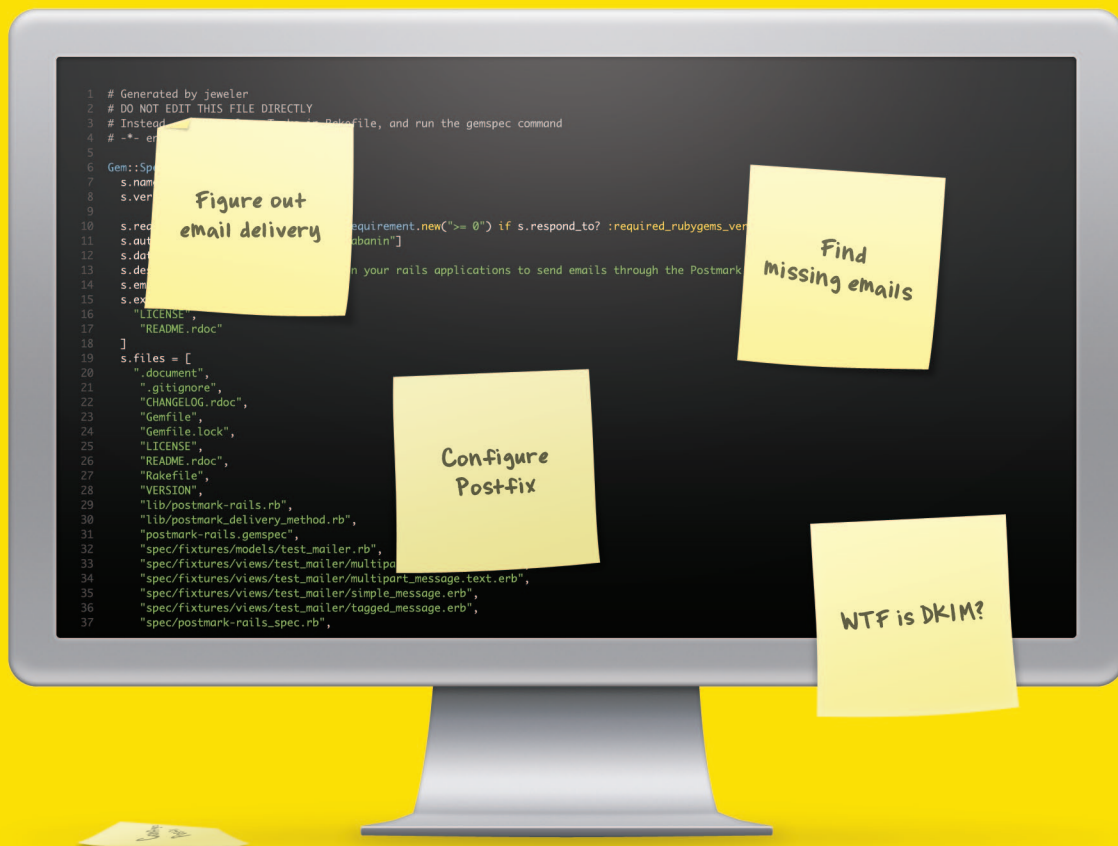 1 # Generated by jeweler
2 # DO NOT EDIT THIS FILE DIRECTLY
3 # Instead file, and run the gemspec command
4 # -*- en
5
6 Gem::Sp
7 s.nam
8 s.ver
9
10 s.req equirement.new(">= 0") if s.respond_to? :required_rubygems_ver
11 s.aut abanin"]
12 s.dat
13 s.des n your rails applications to send emails through the Postmark
14 s.em
15 s.ex
16 "LICENSE",
17 "README.rdoc"
18 ]
19 s.files = [
20 ".document",
21 ".gitignore",
22 "CHANGELOG.rdoc",
23 "Gemfile",
24 "Gemfile.lock",
25 "LICENSE",
26 "README.rdoc",
27 "Rakefile",
28 "VERSION",
29 "lib/postmark-rails.rb",
30 "lib/postmark_delivery_method.rb",
31 "postmark-rails.gemspec",
32 "spec/fixtures/models/test_mailer.rb",
33 "spec/fixtures/views/test_mailer/multipa
34 "spec/fixtures/views/test_mailer/multipart_message.text.erb",
35 "spec/fixtures/views/test_mailer/simple_message.erb",
36 "spec/fixtures/views/test_mailer/tagged_message.erb",
37 "spec/postmark-rails_spec.rb",
Figure out
email delivery
Find
missing emails
Configure
Postfix
WTF is DKIM?